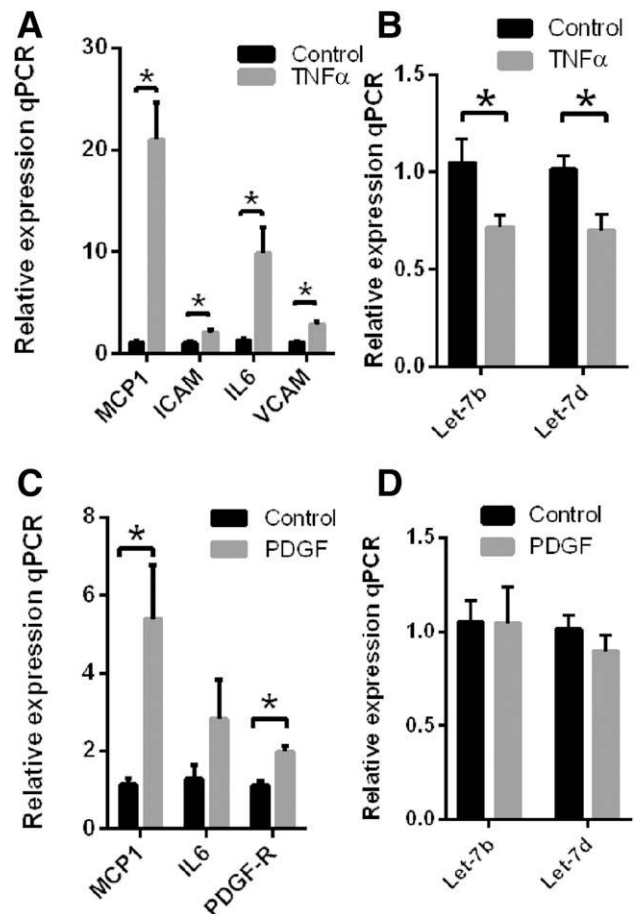 A
Relative expression qPCR
30
20
10
0
Control
TNFα
*
*
*
*
MCP1
ICAM
IL6
VCAM
B
Relative expression qPCR
1.5
1.0
0.5
0.0
Control
TNFα
*
*
Let-7b
Let-7d
C
Relative expression qPCR
8
6
4
2
0
Control
PDGF
*
*
MCP1
IL6
PDGF-R
D
Relative expression qPCR
1.5
1.0
0.5
0.0
Control
PDGF
Let-7b
Let-7d